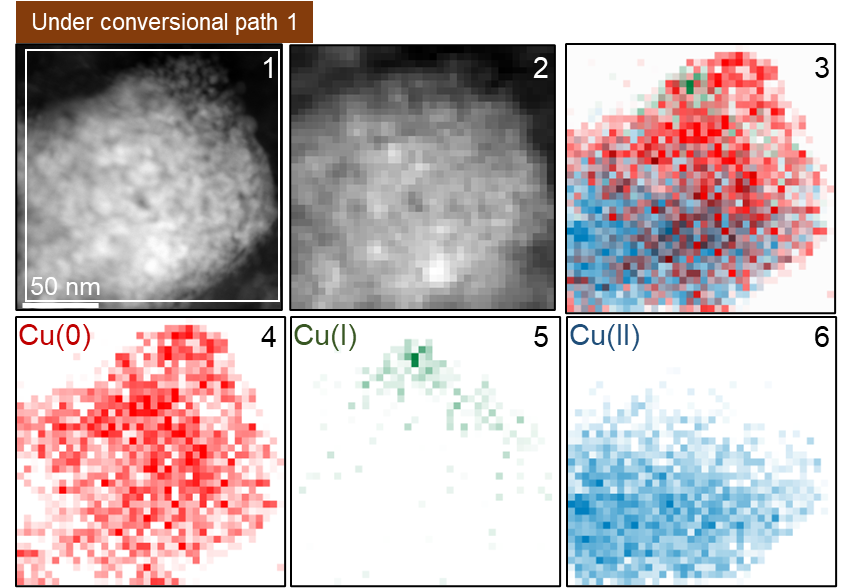 Under conversional path 1
1
2
3
50 nm
Cu(0)
4
Cu(I)
5
Cu(II)
6